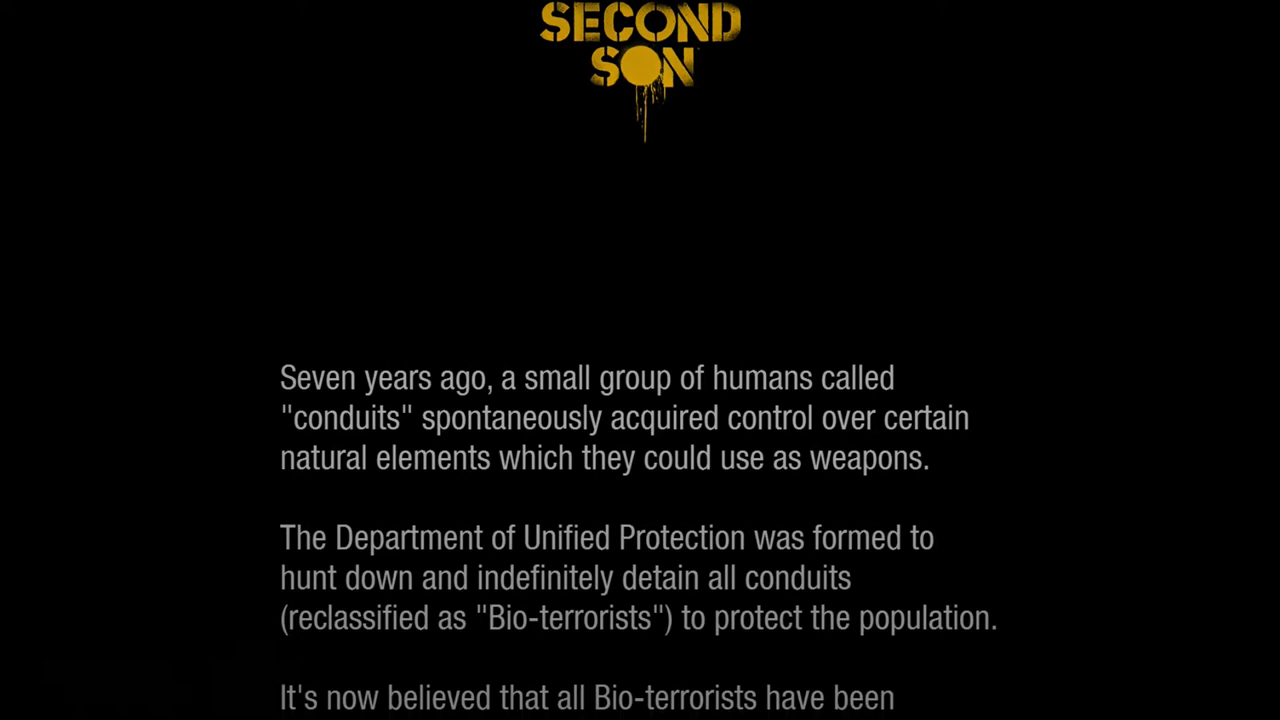 SECOND
SON
Seven years ago, a small group of humans called
"conduits" spontaneously acquired control over certain
natural elements which they could use as weapons.
The Department of Unified Protection was formed to
hunt down and indefinitely detain all conduits
(reclassified as "Bio-terrorists") to protect the population.
It's now believed that all Bio-terrorists have been